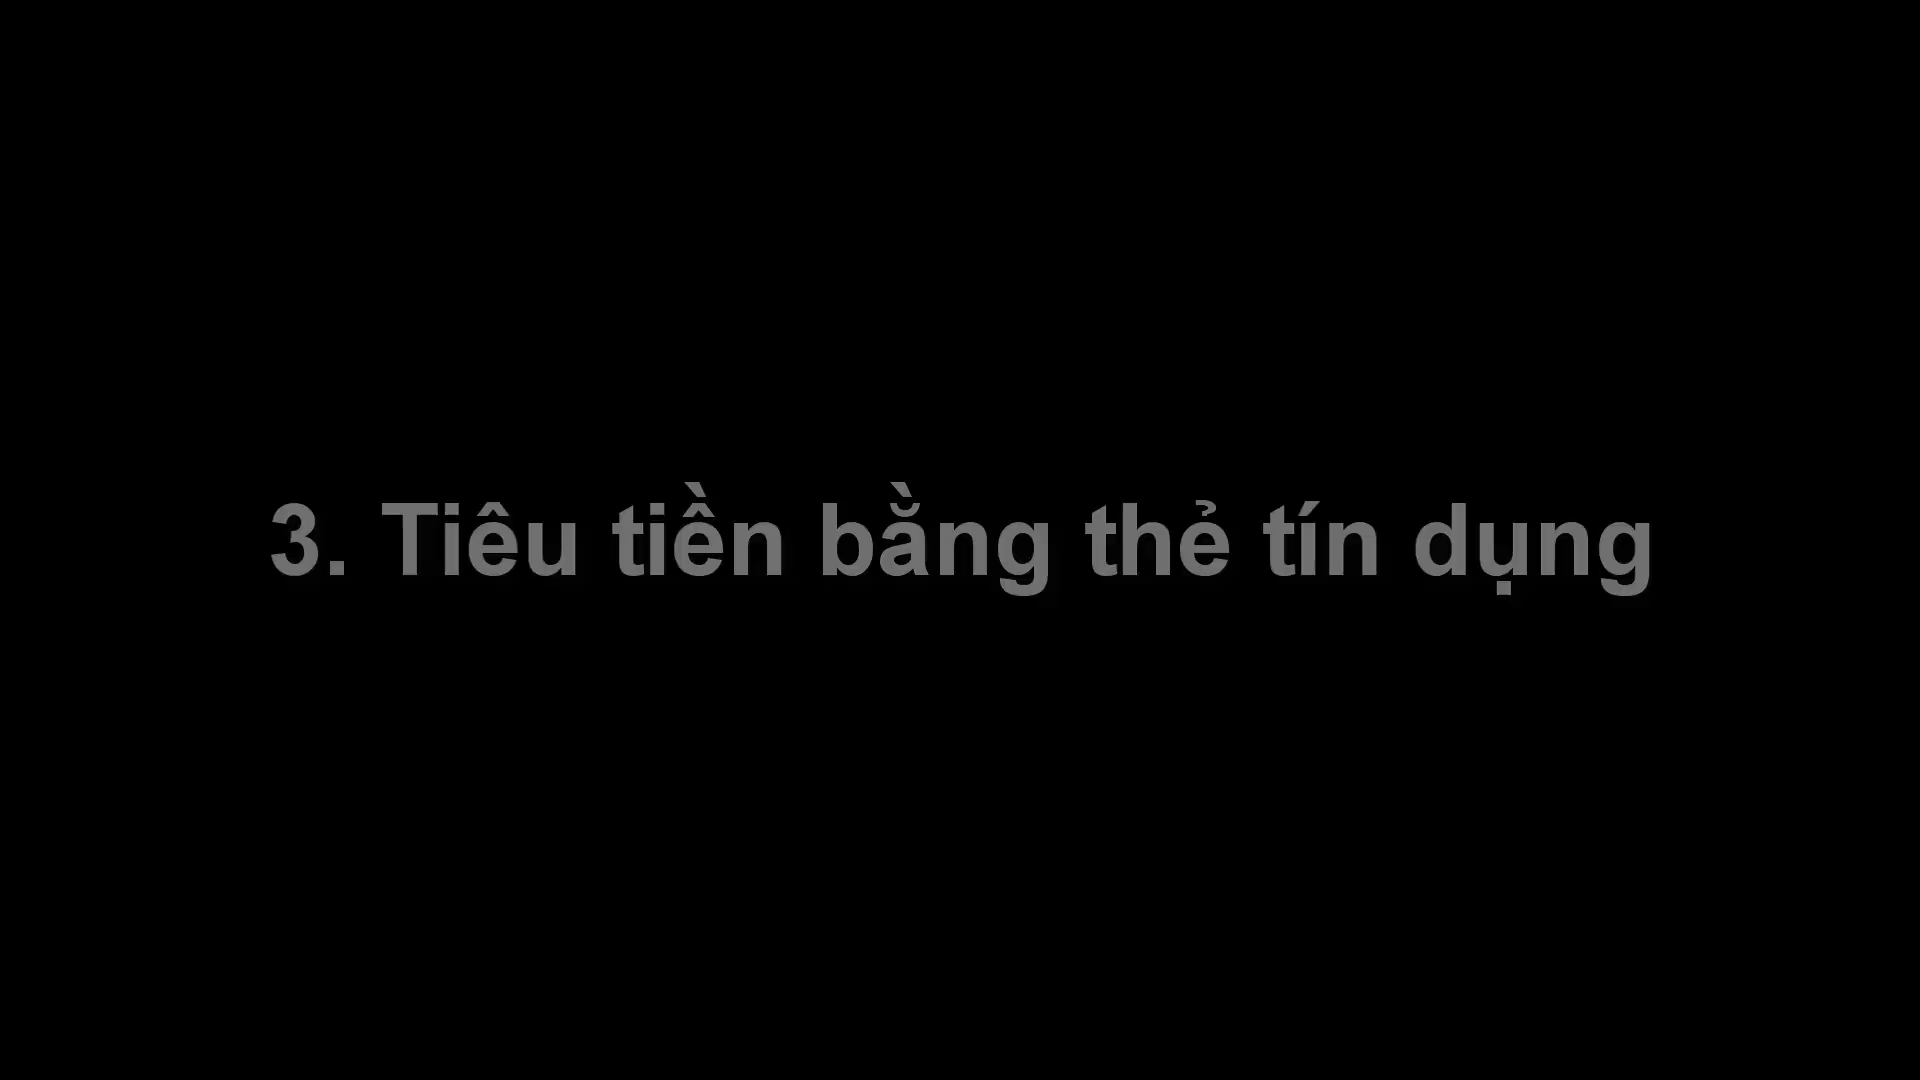 3. Tiêu tiền bằng thẻ tín dụng